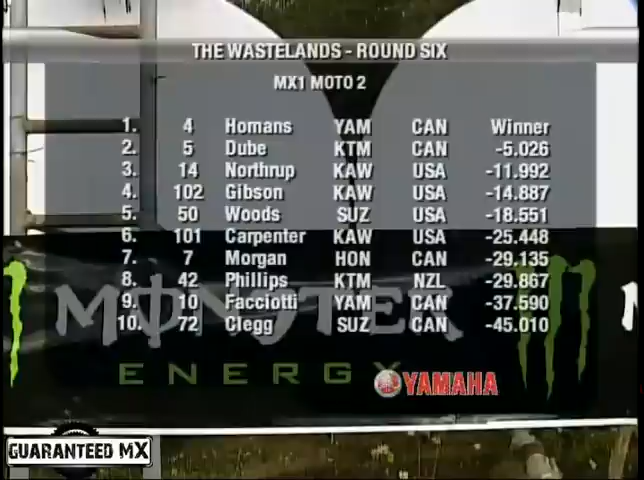 THE WASTELANDS - ROUND SIX
MX1 MOTO 2
1. 4 Homans YAM CAN Winner
2. 5 Dube KTM CAN -5.026
3. 14 Northrup KAW USA -11.992
4. 102 Gibson KAW USA -14.887
5. 50 Woods SUZ USA -18.551
6. 101 Carpenter KAW USA -25.448
7. 7 Morgan HON CAN -29.135
8. 42 Phillips KTM NZL -29.867
9. 10 Facciotti YAM CAN -37.590
10. 72 Clegg SUZ CAN -45.010
MONSTER
ENERGY
YAMAHA
GUARANTEED MX